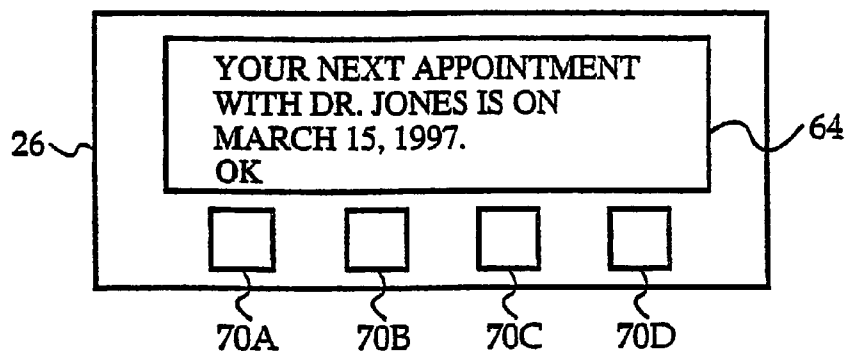 YOUR NEXT APPOINTMENT
WITH DR. JONES IS ON
MARCH 15, 1997.
OK
26
64
70A 70B 70C 70D